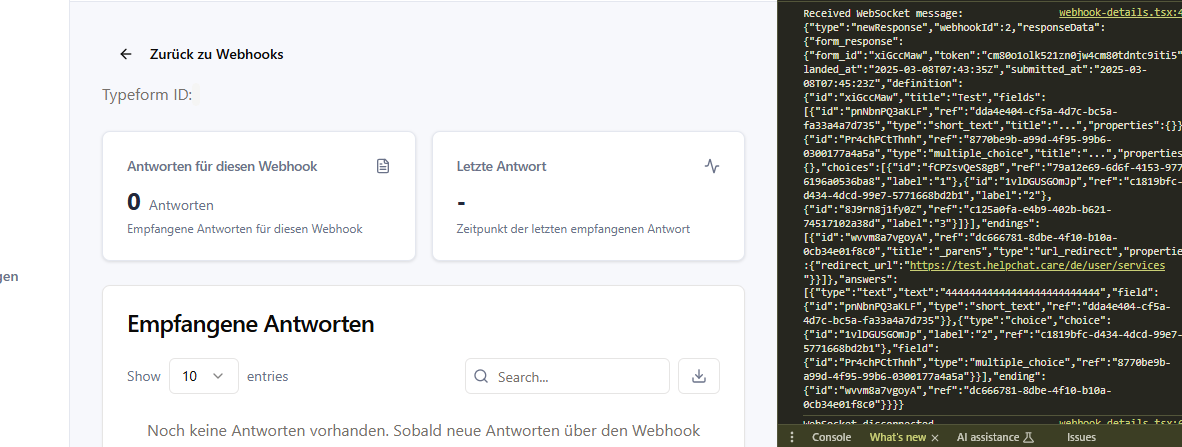 Zurück zu Webhooks
Typeform ID:
Antworten für diesen Webhook
0 Antworten
Empfangene Antworten für diesen Webhook
Letzte Antwort
-
Zeitpunkt der letzten empfangenen Antwort
gen
Empfangene Antworten
Show 10 entries
Search...
Noch keine Antworten vorhanden. Sobald neue Antworten über den Webhook
Received WebSocket message: webhook-details.tsx:4
{"type":"newResponse","webhookId":2,"responseData":
{"form_response":
{"form_id":"xiGccMaw","token":"cm80o1olk521zn0jw4cm80tdntc9iti5"
landed_at":"2025-03-08T07:43:35Z","submitted_at":"2025-03-
08T07:45:23Z","definition":
{"id":"xiGccMaw","title":"Test","fields":
[{"id":"pnNbnPQ3aKLF","ref":"dda4e404-cf5a-4d7c-bc5a-
fa33a4a7d735","type":"short_text","title":"...","properties":{}}
{"id":"Pr4chPCtThnh","ref":"8770be9b-a99d-4f95-99b6-
0300177a4a5a","type":"multiple_choice","title":"...","properties
{},"choices":[{"id":"fCPZsvQeS8gB","ref":"79a12e69-6d6f-4153-977
6196a0536ba8","label":"1"},{"id":"1vlDGUSGOmJp","ref":"c1819bfc-
d434-4dcd-99e7-5771668bd2b1","label":"2"},
{"id":"8J9rn8j1fy0Z","ref":"c125a0fa-e4b9-402b-b621-
74517102a38d","label":"3"}]}],"endings":
[{"id":"wvvm8a7vgoyA","ref":"dc666781-8dbe-4f10-b10a-
0cb34e01f8c0","title":"_paren5","type":"url_redirect","propertie
:{"redirect_url":"https://test.helpchat.care/de/user/services
"}}]},"answers":
[{"type":"text","text":"4444444444444444444444444","field":
{"id":"pnNbnPQ3aKLF","type":"short_text","ref":"dda4e404-cf5a-
4d7c-bc5a-fa33a4a7d735"}},{"type":"choice","choice":
{"id":"1vlDGUSGOmJp","label":"2","ref":"c1819bfc-d434-4dcd-99e7-
5771668bd2b1"},"field":
{"id":"Pr4chPCtThnh","type":"multiple_choice","ref":"8770be9b-
a99d-4f95-99b6-0300177a4a5a"}}],"ending":
{"id":"wvvm8a7vgoyA","ref":"dc666781-8dbe-4f10-b10a-
0cb34e01f8c0"}}}}
WebSocket disconnected webhook-details.tsx:6
Console What's new AI assistance Issues